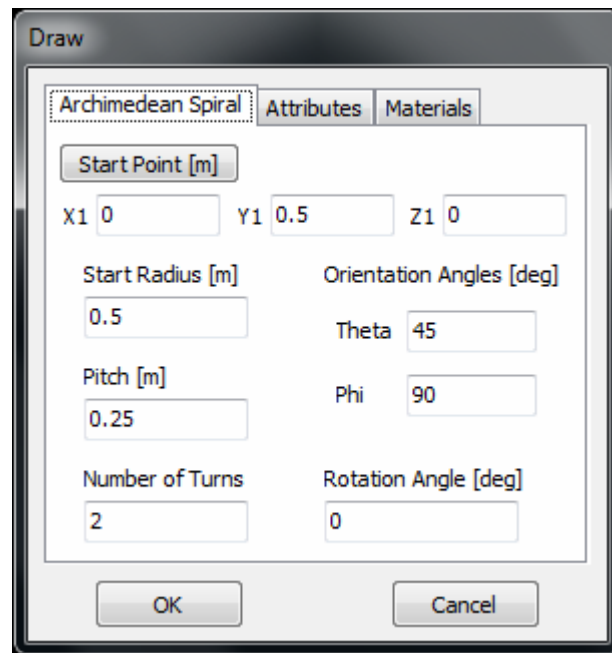 Draw
Archimedean Spiral Attributes Materials
Start Point [m]
X1 0 Y1 0.5 Z1 0
Start Radius [m] Orientation Angles [deg]
0.5
Theta 45
Pitch [m]
Phi 90
0.25
Number of Turns Rotation Angle [deg]
2 0
OK Cancel